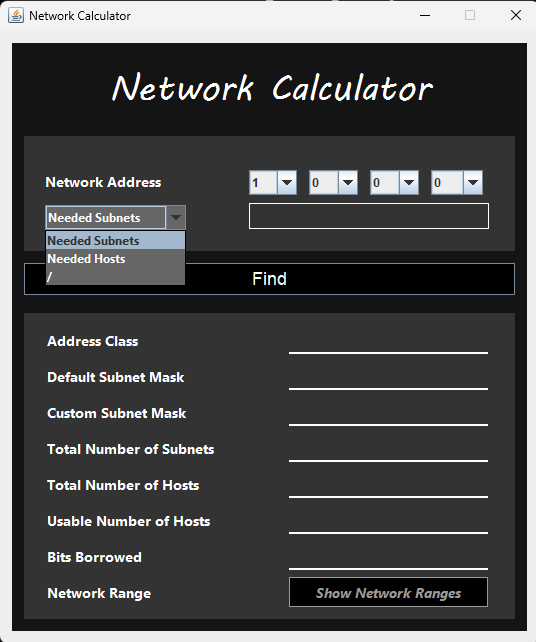 Network Calculator
Network Calculator
Network Address 1 0 0 0
Needed Subnets
Needed Subnets
Needed Hosts
/
Find
Address Class
Default Subnet Mask
Custom Subnet Mask
Total Number of Subnets
Total Number of Hosts
Usable Number of Hosts
Bits Borrowed
Network Range Show Network Ranges